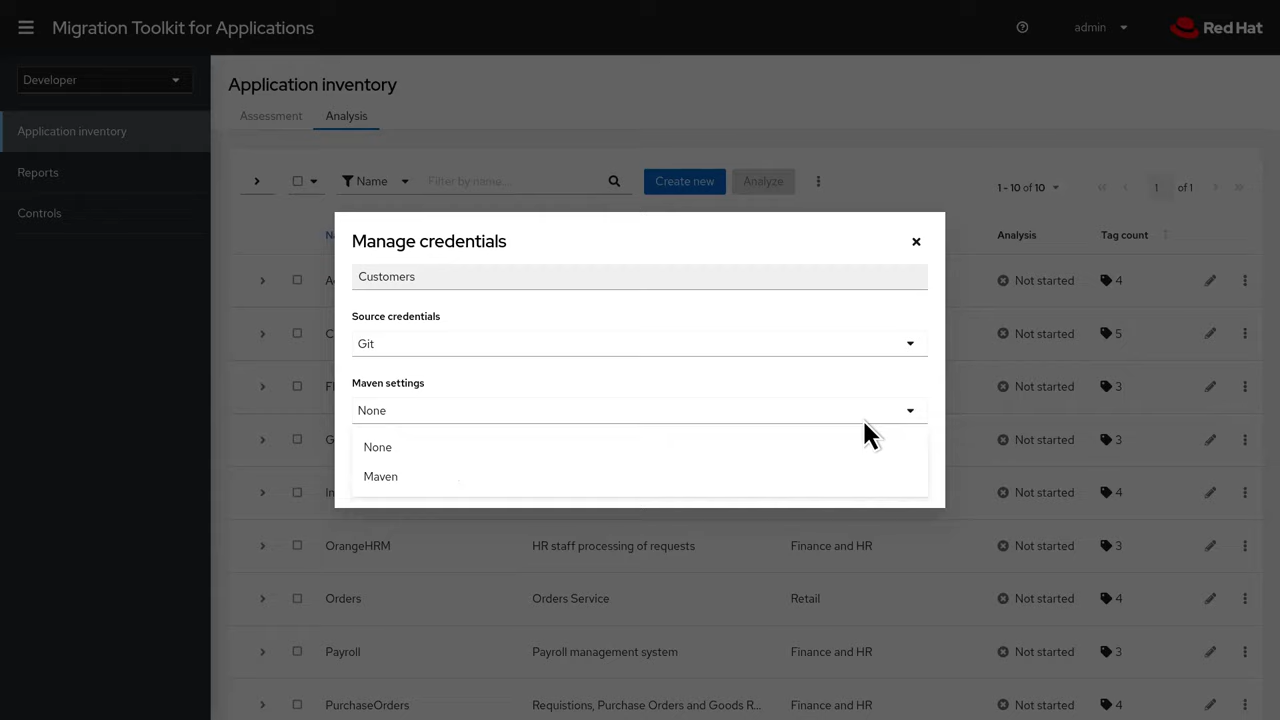 Migration Toolkit for Applications
admin
Red Hat
Developer
Application inventory
Reports
Controls
Application inventory
Assessment
Analysis
Name
Filter by name...
Create new
Analyze
1 - 10 of 10
1
of 1
Analysis
Tag count
Not started
4
Not started
5
Not started
3
Not started
3
Not started
4
Manage credentials
Customers
Source credentials
Git
Maven settings
None
None
Maven
OrangeHRM
HR staff processing of requests
Finance and HR
Not started
3
Orders
Orders Service
Retail
Not started
4
Payroll
Payroll management system
Finance and HR
Not started
3
PurchaseOrders
Requistions, Purchase Orders and Goods R...
Finance and HR
Not started
4